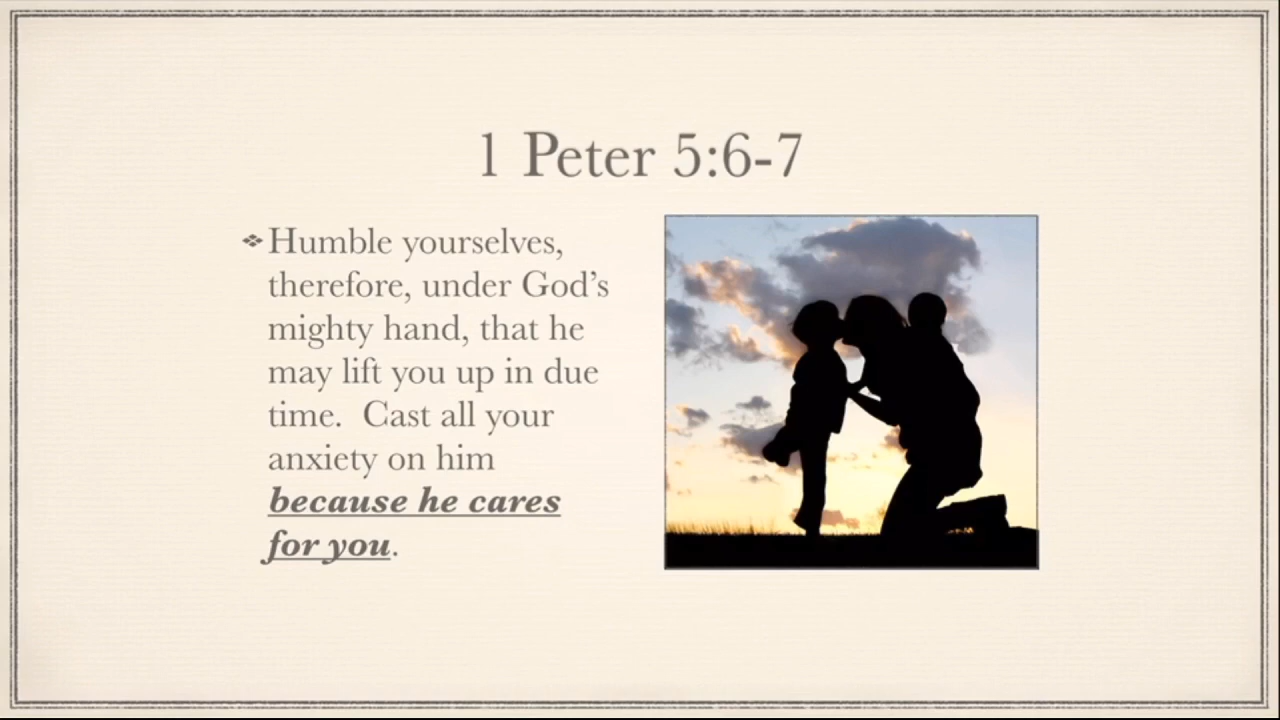 1 Peter 5:6-7
Humble yourselves,
therefore, under God’s
mighty hand, that he
may lift you up in due
time.  Cast all your
anxiety on him
because he cares
for you.